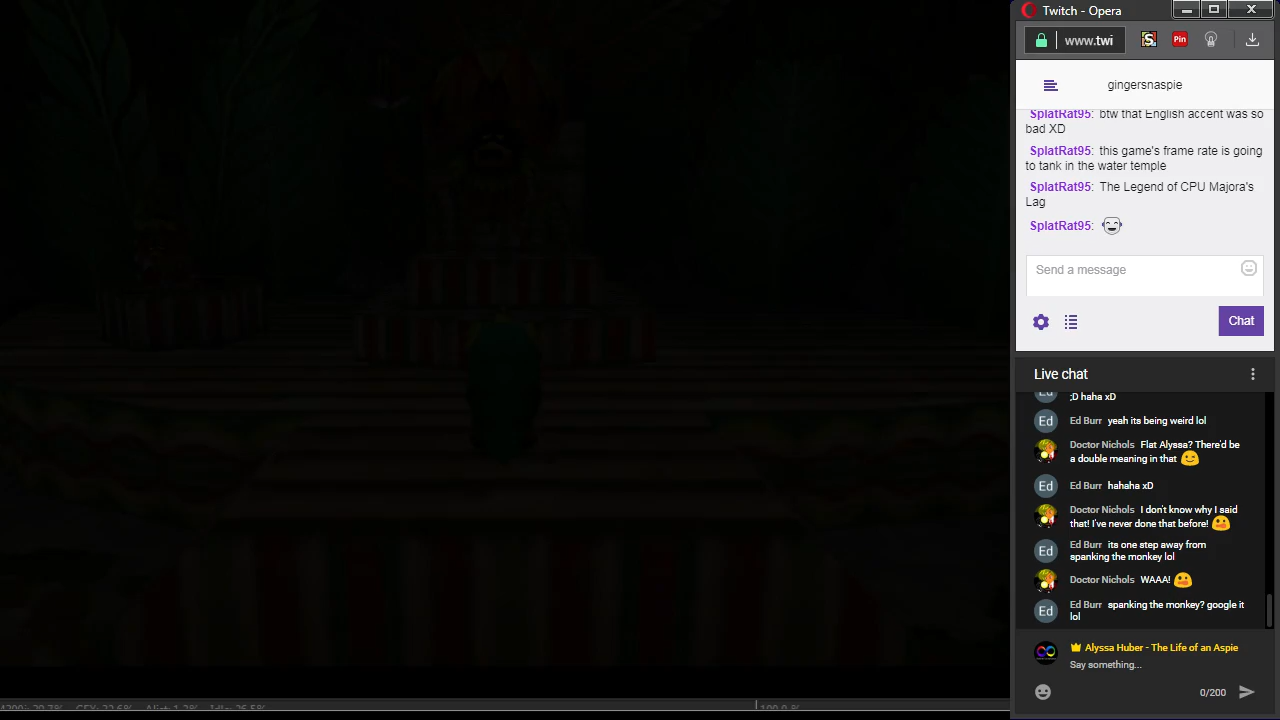 Twitch - Opera
www.twi
Pin
gingersnaspie
SplatRat95: btw that English accent was so
bad XD
SplatRat95: this game's frame rate is going
to tank in the water temple
SplatRat95: The Legend of CPU Majora's
Lag
SplatRat95:
Send a message
Chat
Live chat
;D haha xD
Ed Ed Burr yeah its being weird lol
Doctor Nichols Flat Alyssa? There'd be
a double meaning in that
Ed Ed Burr hahaha xD
Doctor Nichols I don't know why I said
that! I've never done that before!
Ed Ed Burr its one step away from
spanking the monkey lol
Doctor Nichols WAAA!
Ed Ed Burr spanking the monkey? google it
lol
Alyssa Huber - The Life of an Aspie
Say something...
0/200